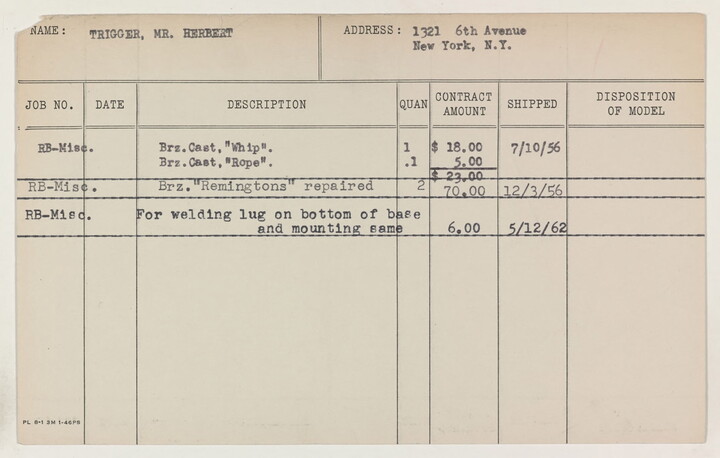 NAME: TRIGGER, MR. HERBERT ADDRESS: 1321 6th Avenue
New York, N.Y.
JOB NO. DATE DESCRIPTION QUAN CONTRACT AMOUNT SHIPPED DISPOSITION OF MODEL
RB-Misc. Brz.Cast,"Whip". 1 $ 18.00 7/10/56
Brz.Cast,"Rope". .1 5.00
$ 23.00
RB-Misc. Brz."Remingtons" repaired 2 70.00 12/3/56
RB-Misc. For welding lug on bottom of base
and mounting same 6.00 5/12/62
PL 8-1 3M 1-46PR